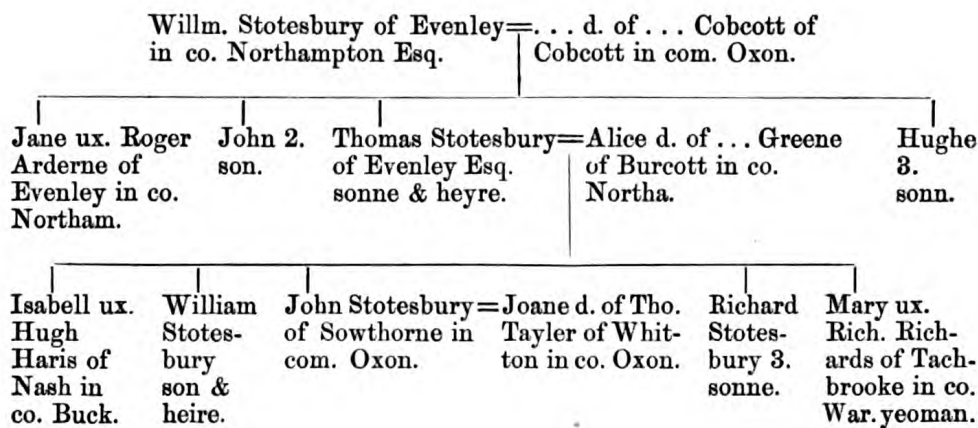 Willm. Stotesbury of Evenley=. . . d. of . . . Cobcott of
in co. Northampton Esq.
Cobcott in com. Oxon.
Jane ux. Roger
Arderne of
Evenley in co.
Northam.
John 2.
son.
Thomas Stotesbury=Alice d. of ... Greene
of Evenley Esq.
sonne & heyre.
of Burcott in co.
Northa.
Hughe
3.
sonn.
Isabell ux.
Hugh
Haris of
Nash in
co. Buck.
William
Stotes-
bury
son &
heire.
John Stotesbury=Joane d. of Tho.
of Sowthorne in
com. Oxon.
Tayler of Whit-
ton in co. Oxon.
Richard
Stotes-
bury 3.
sonne.
Mary ux.
Rich. Rich-
ards of Tach-
brooke in co.
War. yeoman.